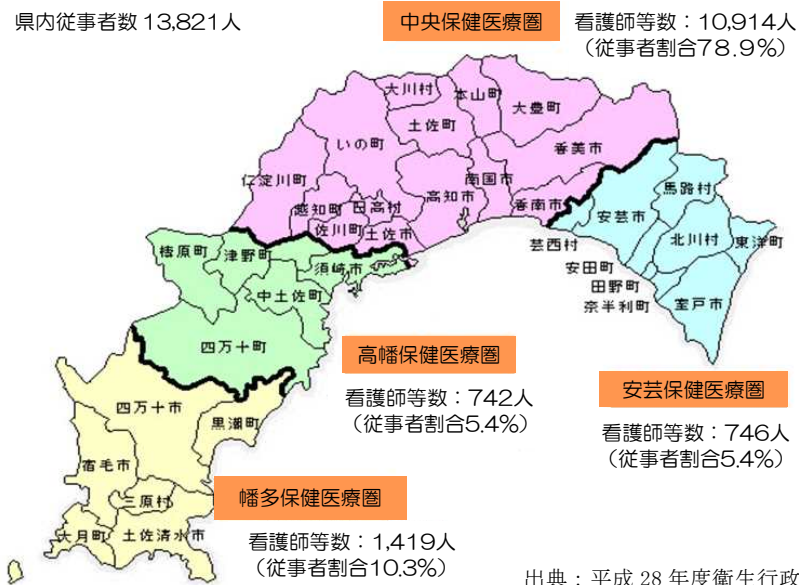 県内従事者数 13,821人
中央保健医療圏
看護師等数：10,914人
（従事者割合78.9%）
大川村
本山町
大豊町
土佐町
いの町
香美市
仁淀川町
南国市
高知市
香南市
越知町
日高村
佐川町
土佐市
馬路村
安芸市
北川村
東洋町
芸西村
安田町
田野町
奈半利町
室戸市
梼原町
津野町
須崎市
中土佐町
四万十町
高幡保健医療圏
看護師等数：742人
（従事者割合5.4%）
安芸保健医療圏
看護師等数：746人
（従事者割合5.4%）
四万十市
黒潮町
宿毛市
三原村
大月町
土佐清水市
幡多保健医療圏
看護師等数：1,419人
（従事者割合10.3%）
出典：平成 28 年度衛生行政